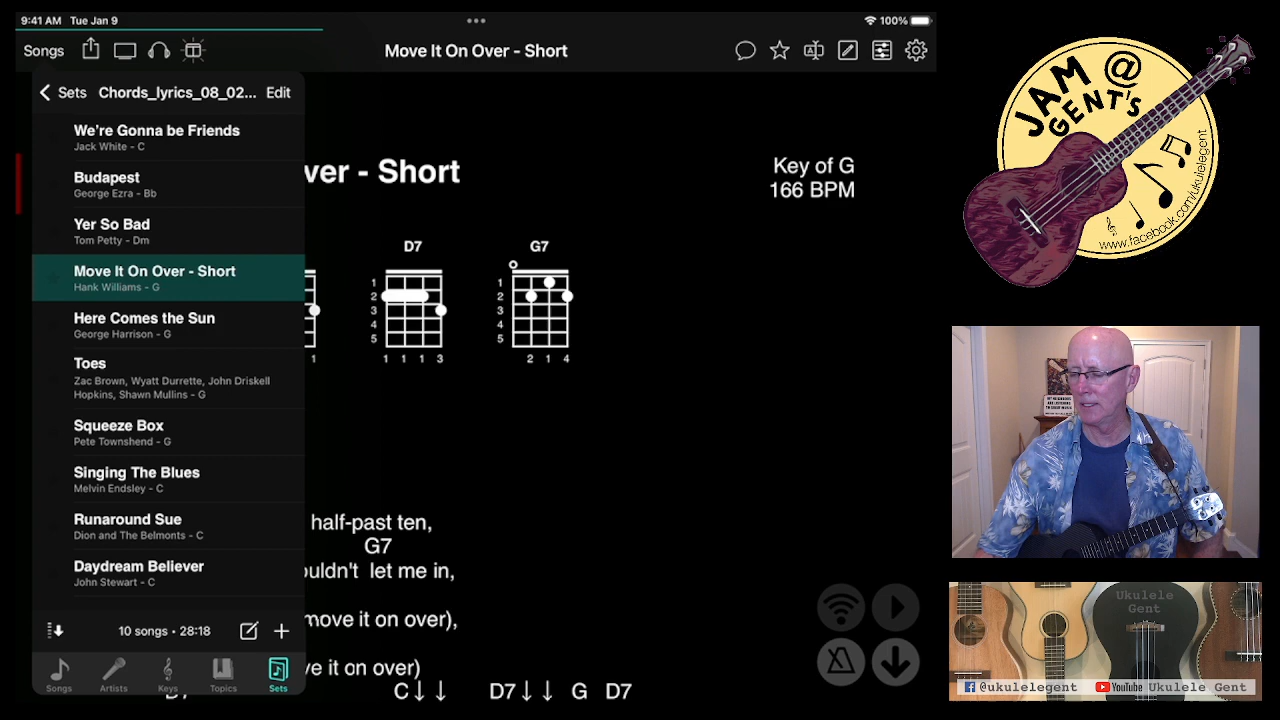 9:41 AM Tue Jan 9
100%
Songs
Move It On Over - Short
Sets
Chords_lyrics_08_02...
Edit
We're Gonna be Friends
Jack White - C
Budapest
George Ezra - Bb
Yer So Bad
Tom Petty - Dm
Move It On Over - Short
Hank Williams - G
Here Comes the Sun
George Harrison - G
Toes
Zac Brown, Wyatt Durrette, John Driskell
Hopkins, Shawn Mullins - G
Squeeze Box
Pete Townshend - G
Singing The Blues
Melvin Endsley - C
Runaround Sue
Dion and The Belmonts - C
Daydream Believer
John Stewart - C
10 songs • 28:18
Songs Artists Keys Topics Sets
ver - Short
Key of G
166 BPM
D7 G7
1 1
2 2
3 3
4 4
5 5
1 1 1 1 3 2 1 4
half-past ten,
G7
ouldn't let me in,
move it on over),
ve it on over)
C↓↓ D7↓↓ G D7
JAM @
GENT'S
www.facebook.com/ukulelegent
Ukulele
Gent
@ukulelegent YouTube Ukulele Gent